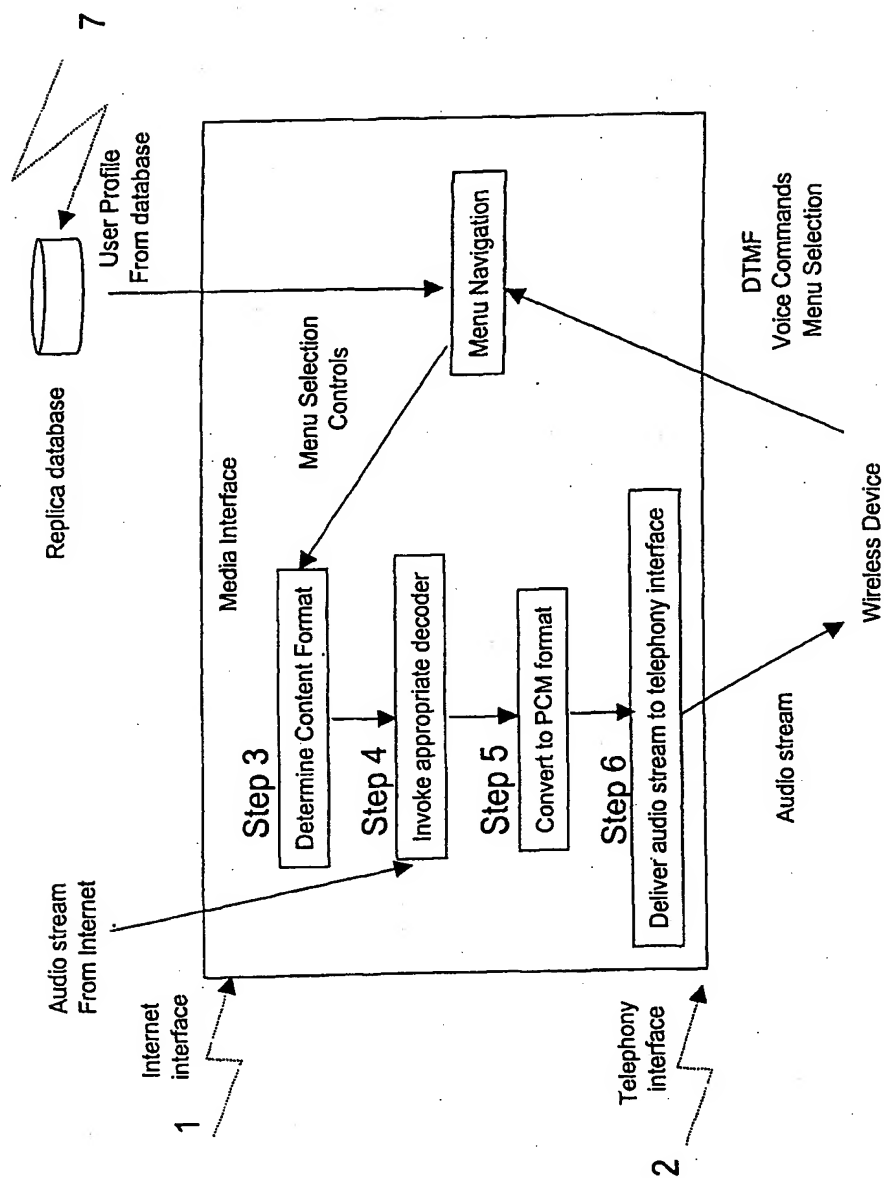 7
Replica database
User Profile
From database
Audio stream
From Internet
Internet
interface
1
Media Interface
Menu Selection
Controls
Step 3
Determine Content Format
Step 4
Invoke appropriate decoder
Menu Navigation
Step 5
Convert to PCM format
Step 6
Deliver audio stream to telephony interface
Telephony
interface
2
DTMF
Voice Commands
Menu Selection
Audio stream
Wireless Device